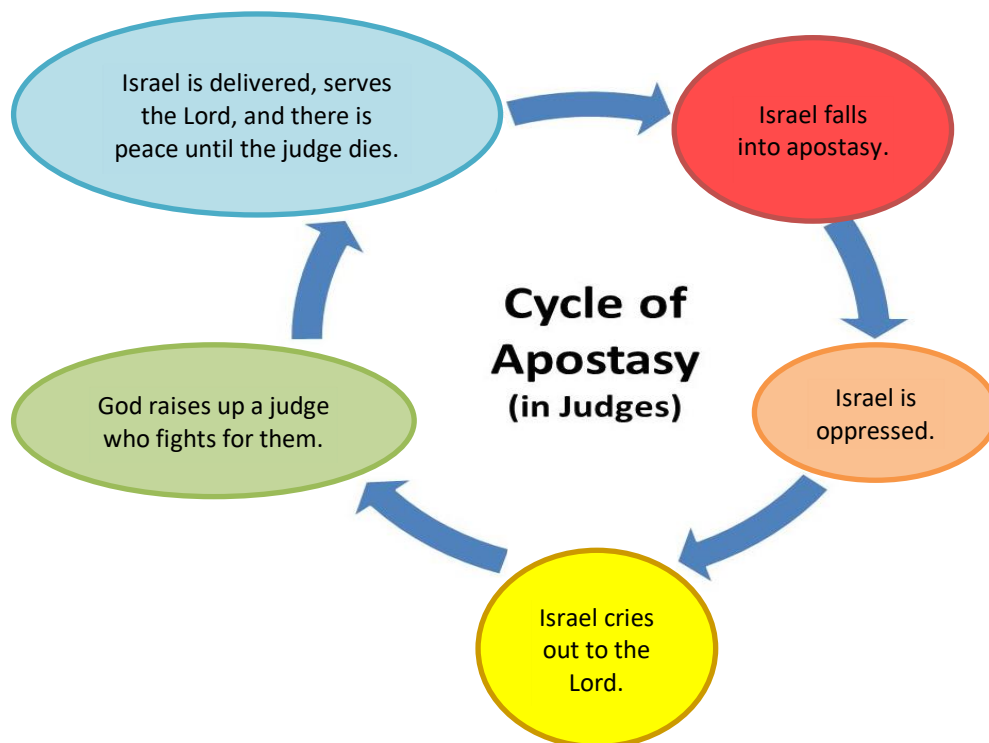 Israel is delivered, serves
the Lord, and there is
peace until the judge dies.
Israel falls
into apostasy.
Cycle of
Apostasy
(in Judges)
Israel is
oppressed.
God raises up a judge
who fights for them.
Israel cries
out to the
Lord.